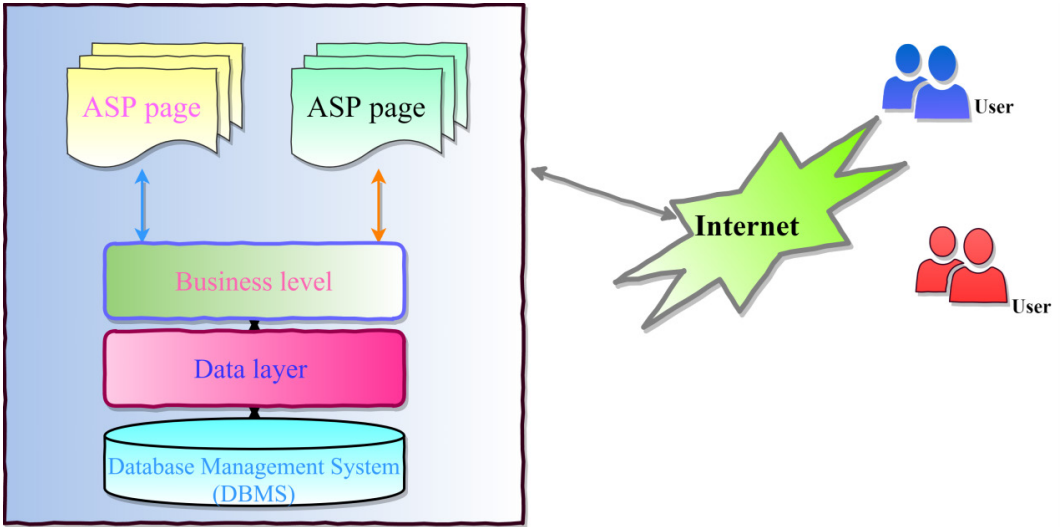 ASP page
ASP page
User
Internet
User
Business level
Data layer
Database Management System
(DBMS)